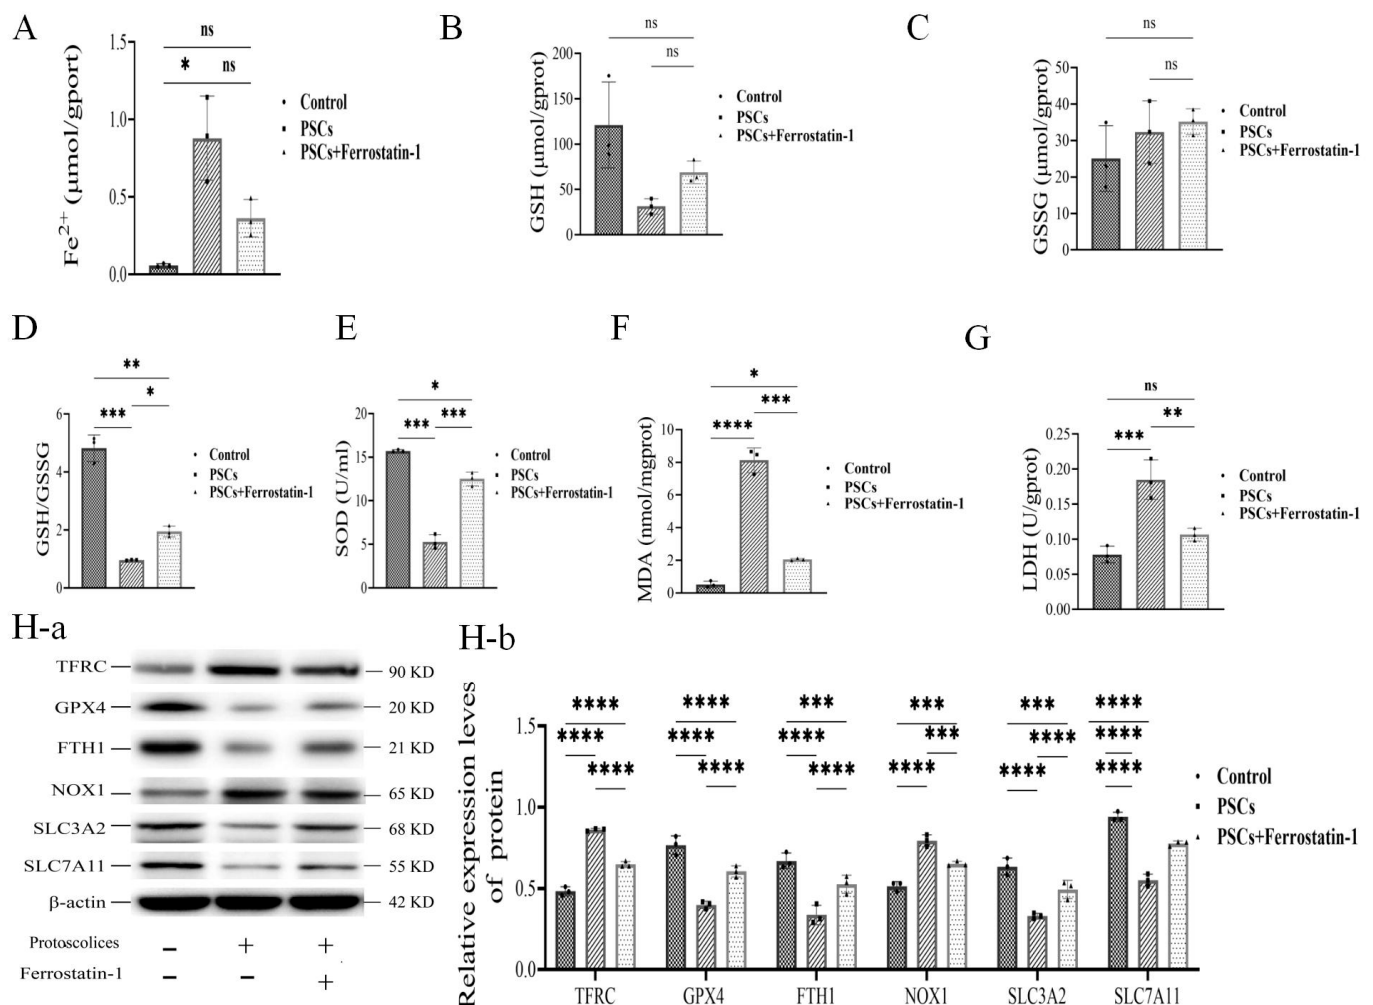 A
ns
* ns
Fe2+ (μmol/gport)
1.5
1.0
0.5
0.0
Control
PSCs
PSCs+Ferrostatin-1
B
ns
ns
GSH (μmol/gprot)
200
150
100
50
0
Control
PSCs
PSCs+Ferrostatin-1
C
ns
ns
GSSG (μmol/gprot)
50
40
30
20
10
0
Control
PSCs
PSCs+Ferrostatin-1
D
**
*
***
GSH/GSSG
6
4
2
0
Control
PSCs
PSCs+Ferrostatin-1
E
*
*** ***
SOD (U/ml)
20
15
10
5
0
Control
PSCs
PSCs+Ferrostatin-1
F
*
***
****
MDA (nmol/mgprot)
10
8
6
4
2
0
Control
PSCs
PSCs+Ferrostatin-1
G
ns
**
***
LDH (U/gprot)
0.25
0.20
0.15
0.10
0.05
0.00
Control
PSCs
PSCs+Ferrostatin-1
H-a
TFRC 90 KD
GPX4 20 KD
FTH1 21 KD
NOX1 65 KD
SLC3A2 68 KD
SLC7A11 55 KD
β-actin 42 KD
Protoscolices − + +
Ferrostatin-1 − − +
H-b
Relative expression leves
of protein
**** **** *** *** *** ****
**** **** **** *** **** ****
**** **** **** **** **** ****
1.5
1.0
0.5
0.0
TFRC GPX4 FTH1 NOX1 SLC3A2 SLC7A11
Control
PSCs
PSCs+Ferrostatin-1